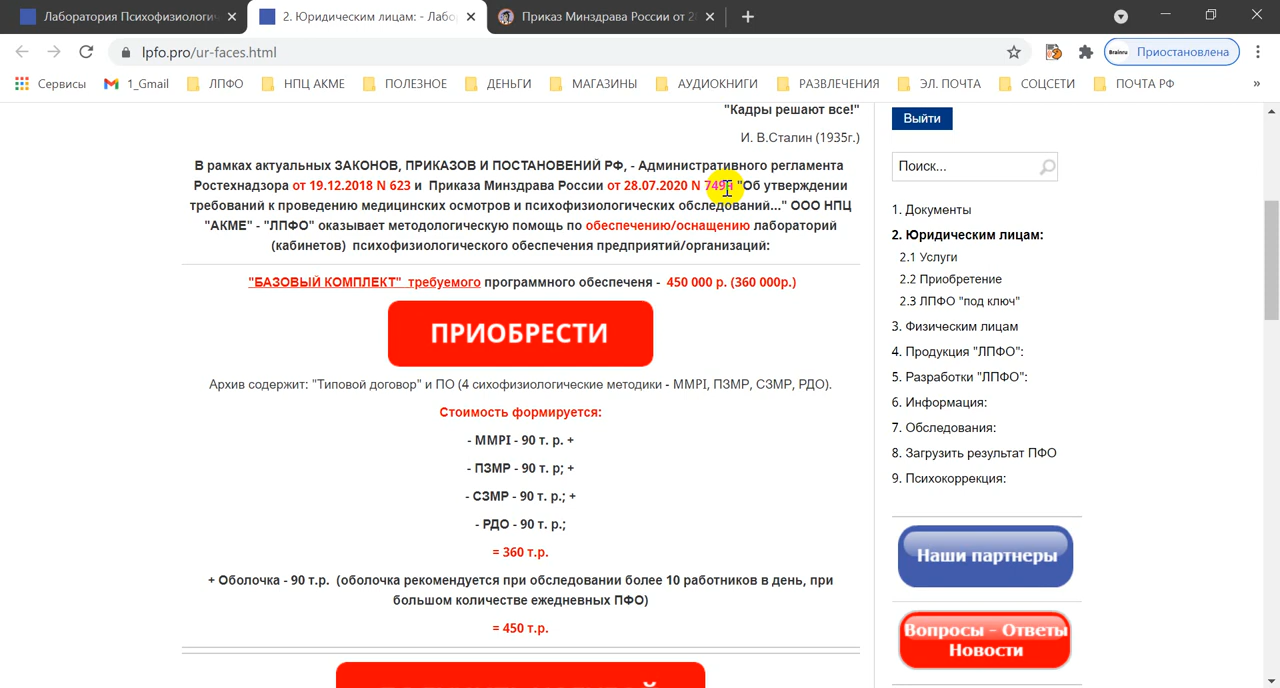 Лаборатория Психофизиологич
2. Юридическим лицам: - Лабо
Приказ Минздрава России от 28
lpfo.pro/ur-faces.html
Brainru
Приостановлена
Сервисы
1_Gmail
ЛПФО
НПЦ АКМЕ
ПОЛЕЗНОЕ
ДЕНЬГИ
МАГАЗИНЫ
АУДИОКНИГИ
РАЗВЛЕЧЕНИЯ
ЭЛ. ПОЧТА
СОЦСЕТИ
ПОЧТА РФ
»
"Кадры решают все!"
И. В.Сталин (1935г.)
В рамках актуальных ЗАКОНОВ, ПРИКАЗОВ И ПОСТАНОВЕНИЙ РФ, - Административного регламента
Ростехнадзора от 19.12.2018 N 623 и Приказа Минздрава России от 28.07.2020 N 749н "Об утверждении
требований к проведению медицинских осмотров и психофизиологических обследований..." ООО НПЦ
"АКМЕ" - "ЛПФО" оказывает методологическую помощь по обеспечению/оснащению лабораторий
(кабинетов) психофизиологического обеспечения предприятий/организаций:
"БАЗОВЫЙ КОМПЛЕКТ" требуемого программного обеспеченя - 450 000 р. (360 000р.)
ПРИОБРЕСТИ
Архив содержит: "Типовой договор" и ПО (4 сихофизиологические методики - MMPI, ПЗМР, СЗМР, РДО).
Стоимость формируется:
- MMPI - 90 т. р. +
- ПЗМР - 90 т. р; +
- СЗМР - 90 т. р.; +
- РДО - 90 т. р.;
= 360 т.р.
+ Оболочка - 90 т.р. (оболочка рекомендуется при обследовании более 10 работников в день, при
большом количестве ежедневных ПФО)
= 450 т.р.
Выйти
Поиск...
1. Документы
2. Юридическим лицам:
2.1 Услуги
2.2 Приобретение
2.3 ЛПФО "под ключ"
3. Физическим лицам
4. Продукция "ЛПФО":
5. Разработки "ЛПФО":
6. Информация:
7. Обследования:
8. Загрузить результат ПФО
9. Психокоррекция:
Наши партнеры
Вопросы - Ответы
Новости